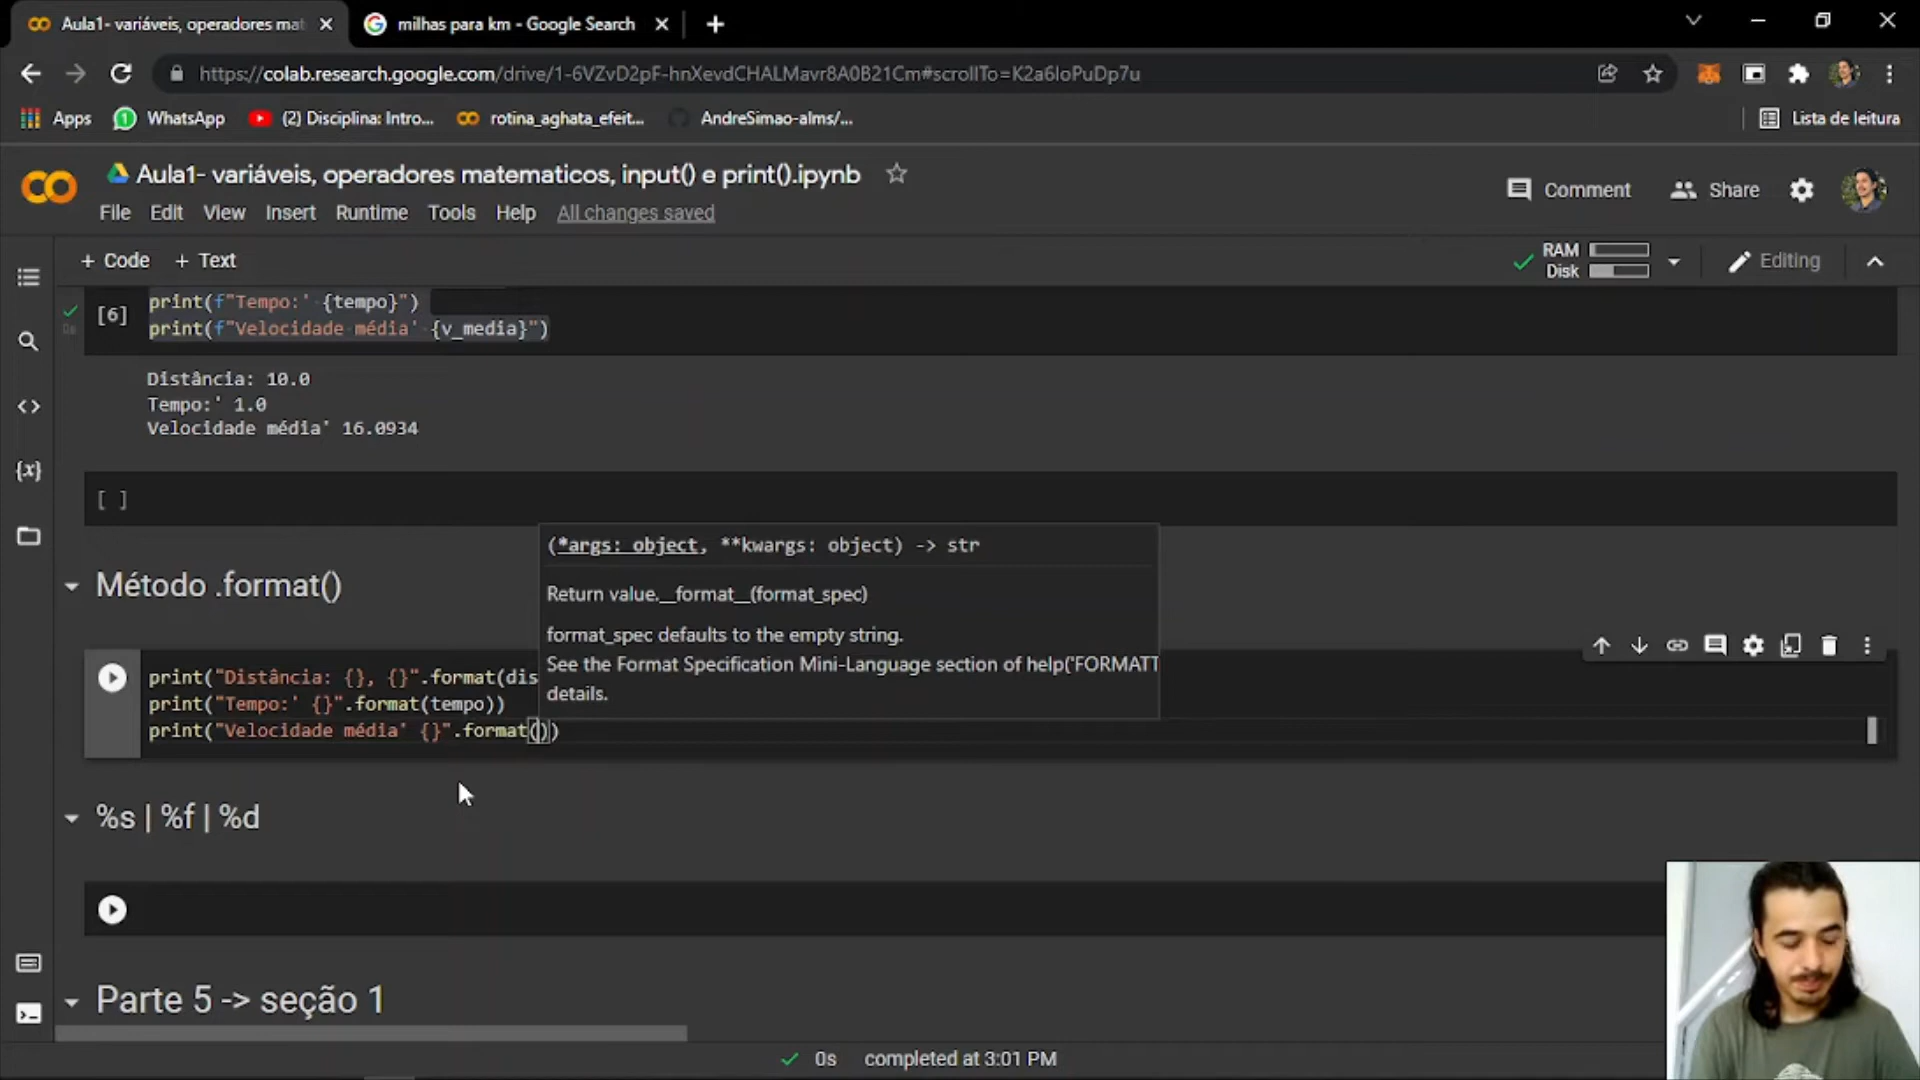 Aula1- variáveis, operadores mat
milhas para km - Google Search
https://colab.research.google.com/drive/1-6VZvD2pF-hnXevdCHALMavr8A0B21Cm#scrollTo=K2a6loPuDp7u
Apps
WhatsApp
(2) Disciplina: Intro...
rotina_aghata_efeit...
AndreSimao-alms/...
Lista de leitura
Aula1- variáveis, operadores matematicos, input() e print().ipynb
Comment
Share
File Edit View Insert Runtime Tools Help All changes saved
+ Code + Text
RAM
Disk
Editing
[6]
print(f"Tempo:' {tempo}")
print(f"Velocidade média' {v_media}")
Distância: 10.0
Tempo:' 1.0
Velocidade média' 16.0934
[ ]
(*args: object, **kwargs: object) -> str
Return value.__format__(format_spec)
format_spec defaults to the empty string.
See the Format Specification Mini-Language section of help('FORMATT
details.
Método .format()
print("Distância: {}, {}".format(dis
print("Tempo:' {}".format(tempo))
print("Velocidade média' {}".format())
%s | %f | %d
Parte 5 -> seção 1
0s completed at 3:01 PM